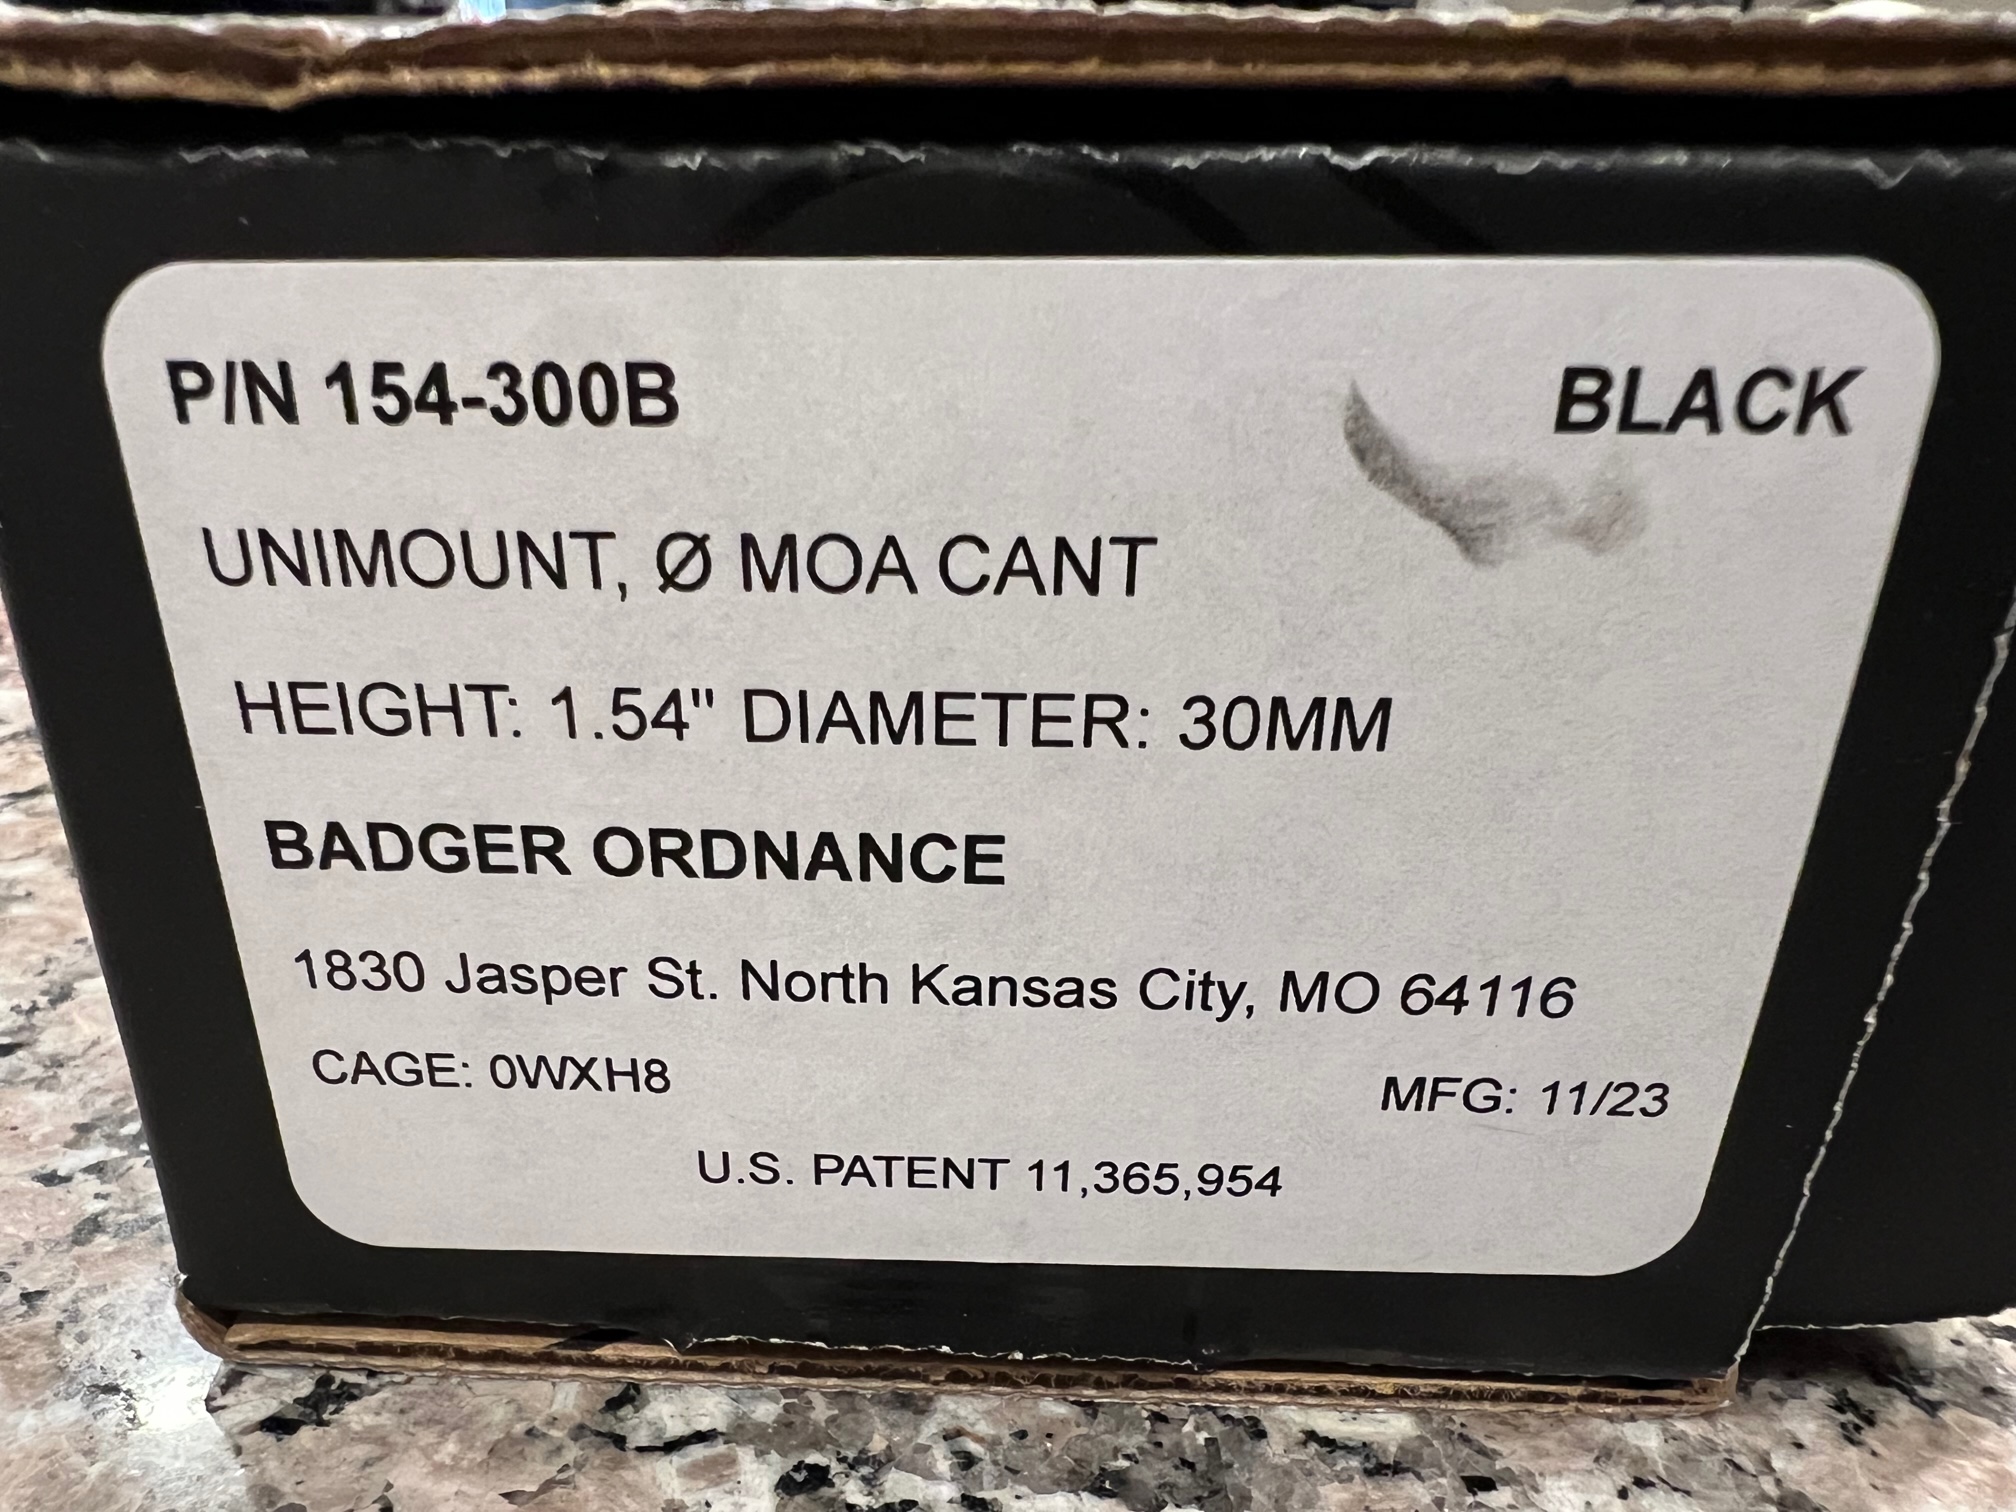 P/N 154-300B BLACK
UNIMOUNT, Ø MOA CANT
HEIGHT: 1.54" DIAMETER: 30MM
BADGER ORDNANCE
1830 Jasper St. North Kansas City, MO 64116
CAGE: 0WXH8 MFG: 11/23
U.S. PATENT 11,365,954